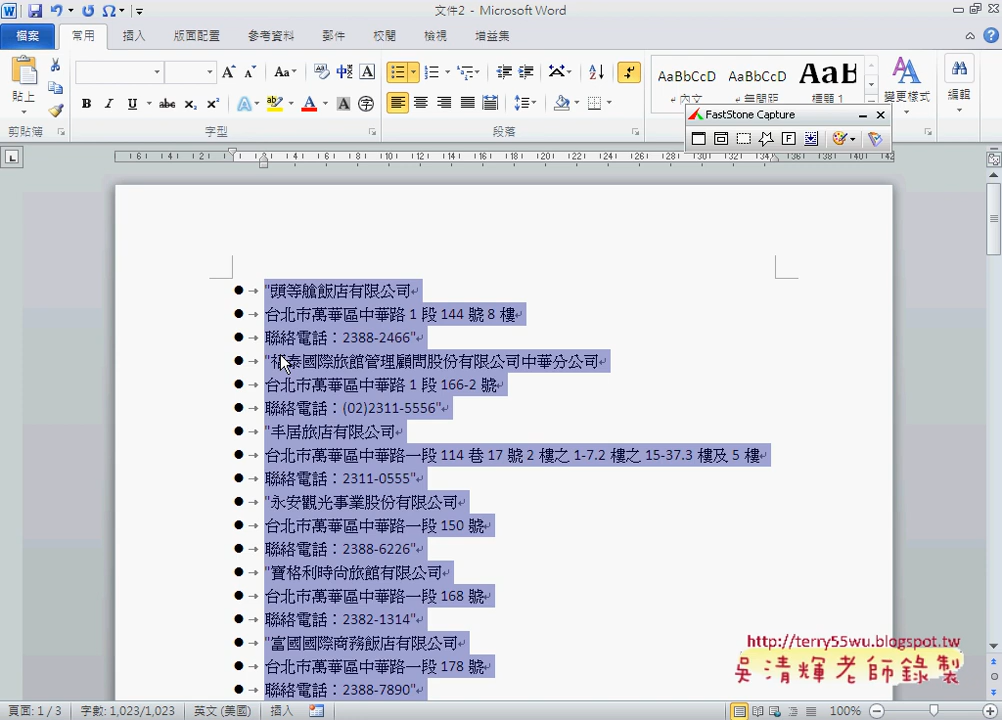 文件2 - Microsoft Word
檔案 常用 插入 版面配置 參考資料 郵件 校閱 檢視 增益集
貼上
AaBbCcD AaBbCcD AaB
內文 無間距 標題 1 變更樣式 編輯
剪貼簿 字型 段落
FastStone Capture
"頭等艙飯店有限公司
台北市萬華區中華路 1 段 144 號 8 樓
聯絡電話：2388-2466"
"福泰國際旅館管理顧問股份有限公司中華分公司
台北市萬華區中華路 1 段 166-2 號
聯絡電話：(02)2311-5556"
"丰居旅店有限公司
台北市萬華區中華路一段 114 巷 17 號 2 樓之 1-7.2 樓之 15-37.3 樓及 5 樓
聯絡電話：2311-0555"
"永安觀光事業股份有限公司
台北市萬華區中華路一段 150 號
聯絡電話：2388-6226"
"寶格利時尚旅館有限公司
台北市萬華區中華路一段 168 號
聯絡電話：2382-1314"
"富國國際商務飯店有限公司
台北市萬華區中華路一段 178 號
聯絡電話：2388-7890"
http://terry55wu.blogspot.tw
吳清輝老師錄製
頁面: 1 / 3 字數: 1,023/1,023 英文 (美國) 插入 100%